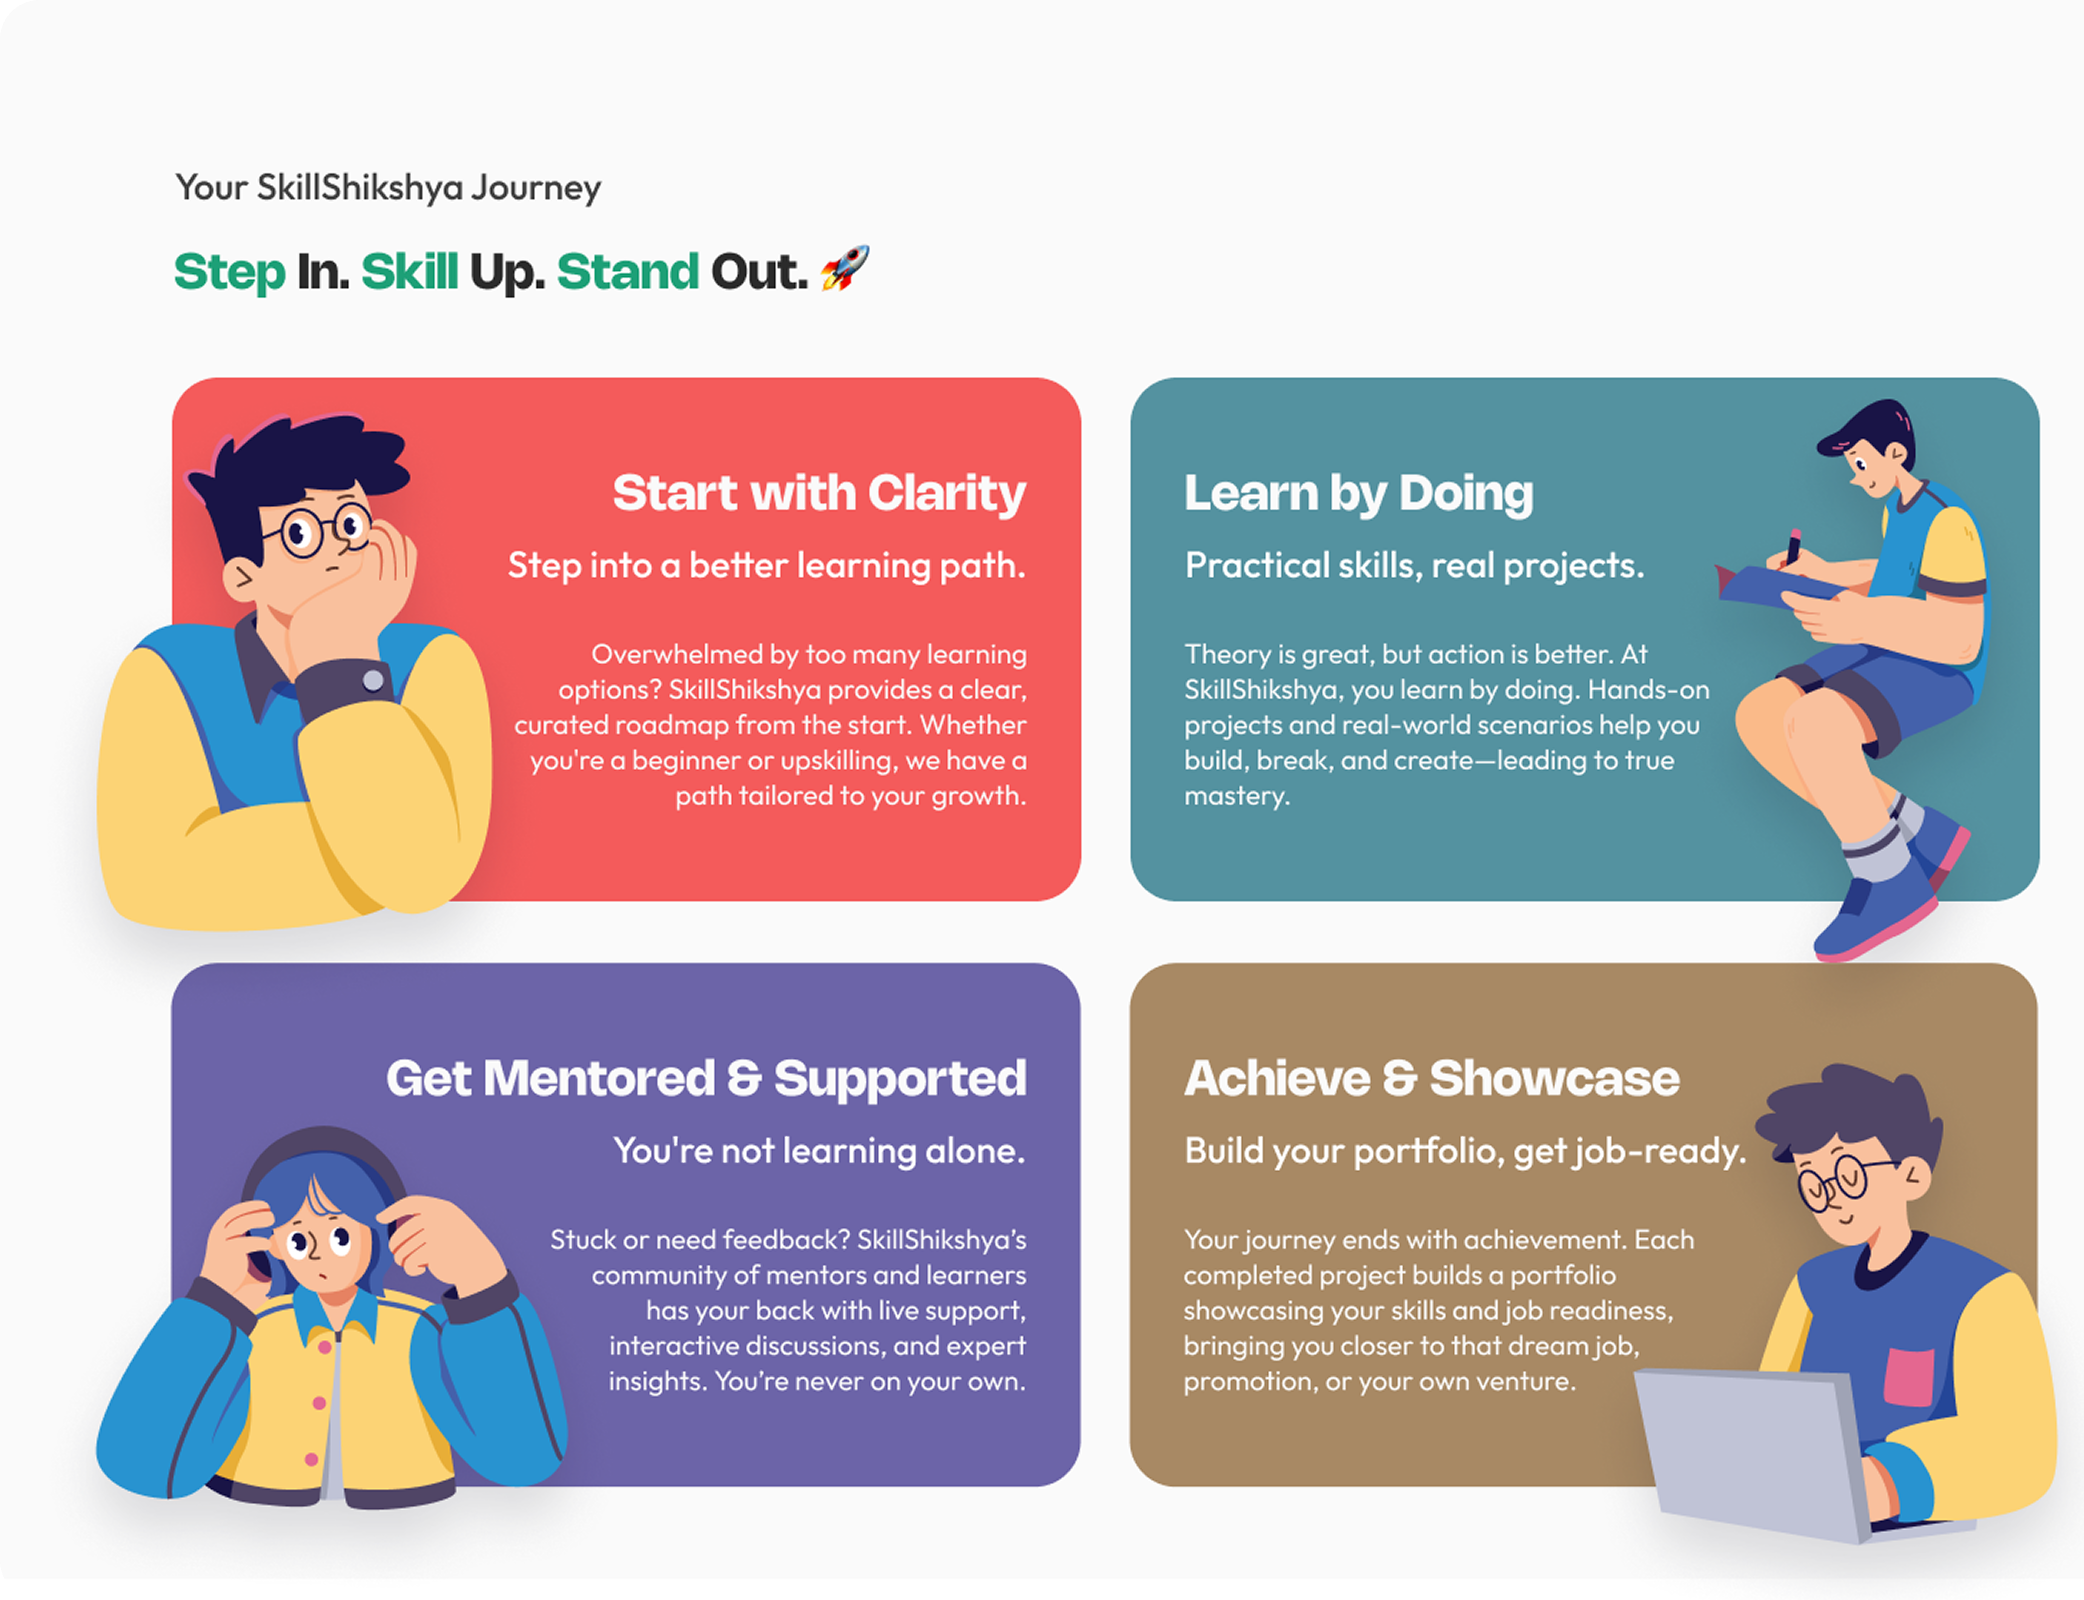 Your SkillShikshya Journey
Step In. Skill Up. Stand Out. 🚀
Start with Clarity
Step into a better learning path.
Overwhelmed by too many learning
options? SkillShikshya provides a clear,
curated roadmap from the start. Whether
you're a beginner or upskilling, we have a
path tailored to your growth.
Learn by Doing
Practical skills, real projects.
Theory is great, but action is better. At
SkillShikshya, you learn by doing. Hands-on
projects and real-world scenarios help you
build, break, and create—leading to true
mastery.
Get Mentored & Supported
You're not learning alone.
Stuck or need feedback? SkillShikshya’s
community of mentors and learners
has your back with live support,
interactive discussions, and expert
insights. You’re never on your own.
Achieve & Showcase
Build your portfolio, get job-ready.
Your journey ends with achievement. Each
completed project builds a portfolio
showcasing your skills and job readiness,
bringing you closer to that dream job,
promotion, or your own venture.